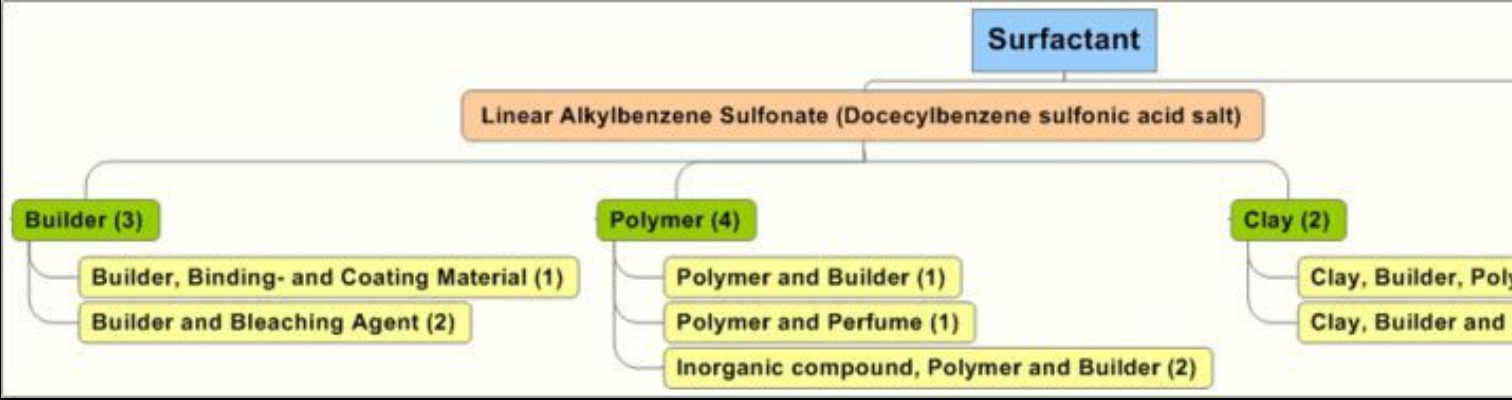 Surfactant
Linear Alkylbenzene Sulfonate (Docecylbenzene sulfonic acid salt)
Builder (3)
Polymer (4)
Clay (2)
Builder, Binding- and Coating Material (1)
Polymer and Builder (1)
Clay, Builder,
Builder and Bleaching Agent (2)
Polymer and Perfume (1)
Clay, Builder and
Inorganic compound, Polymer and Builder (2)